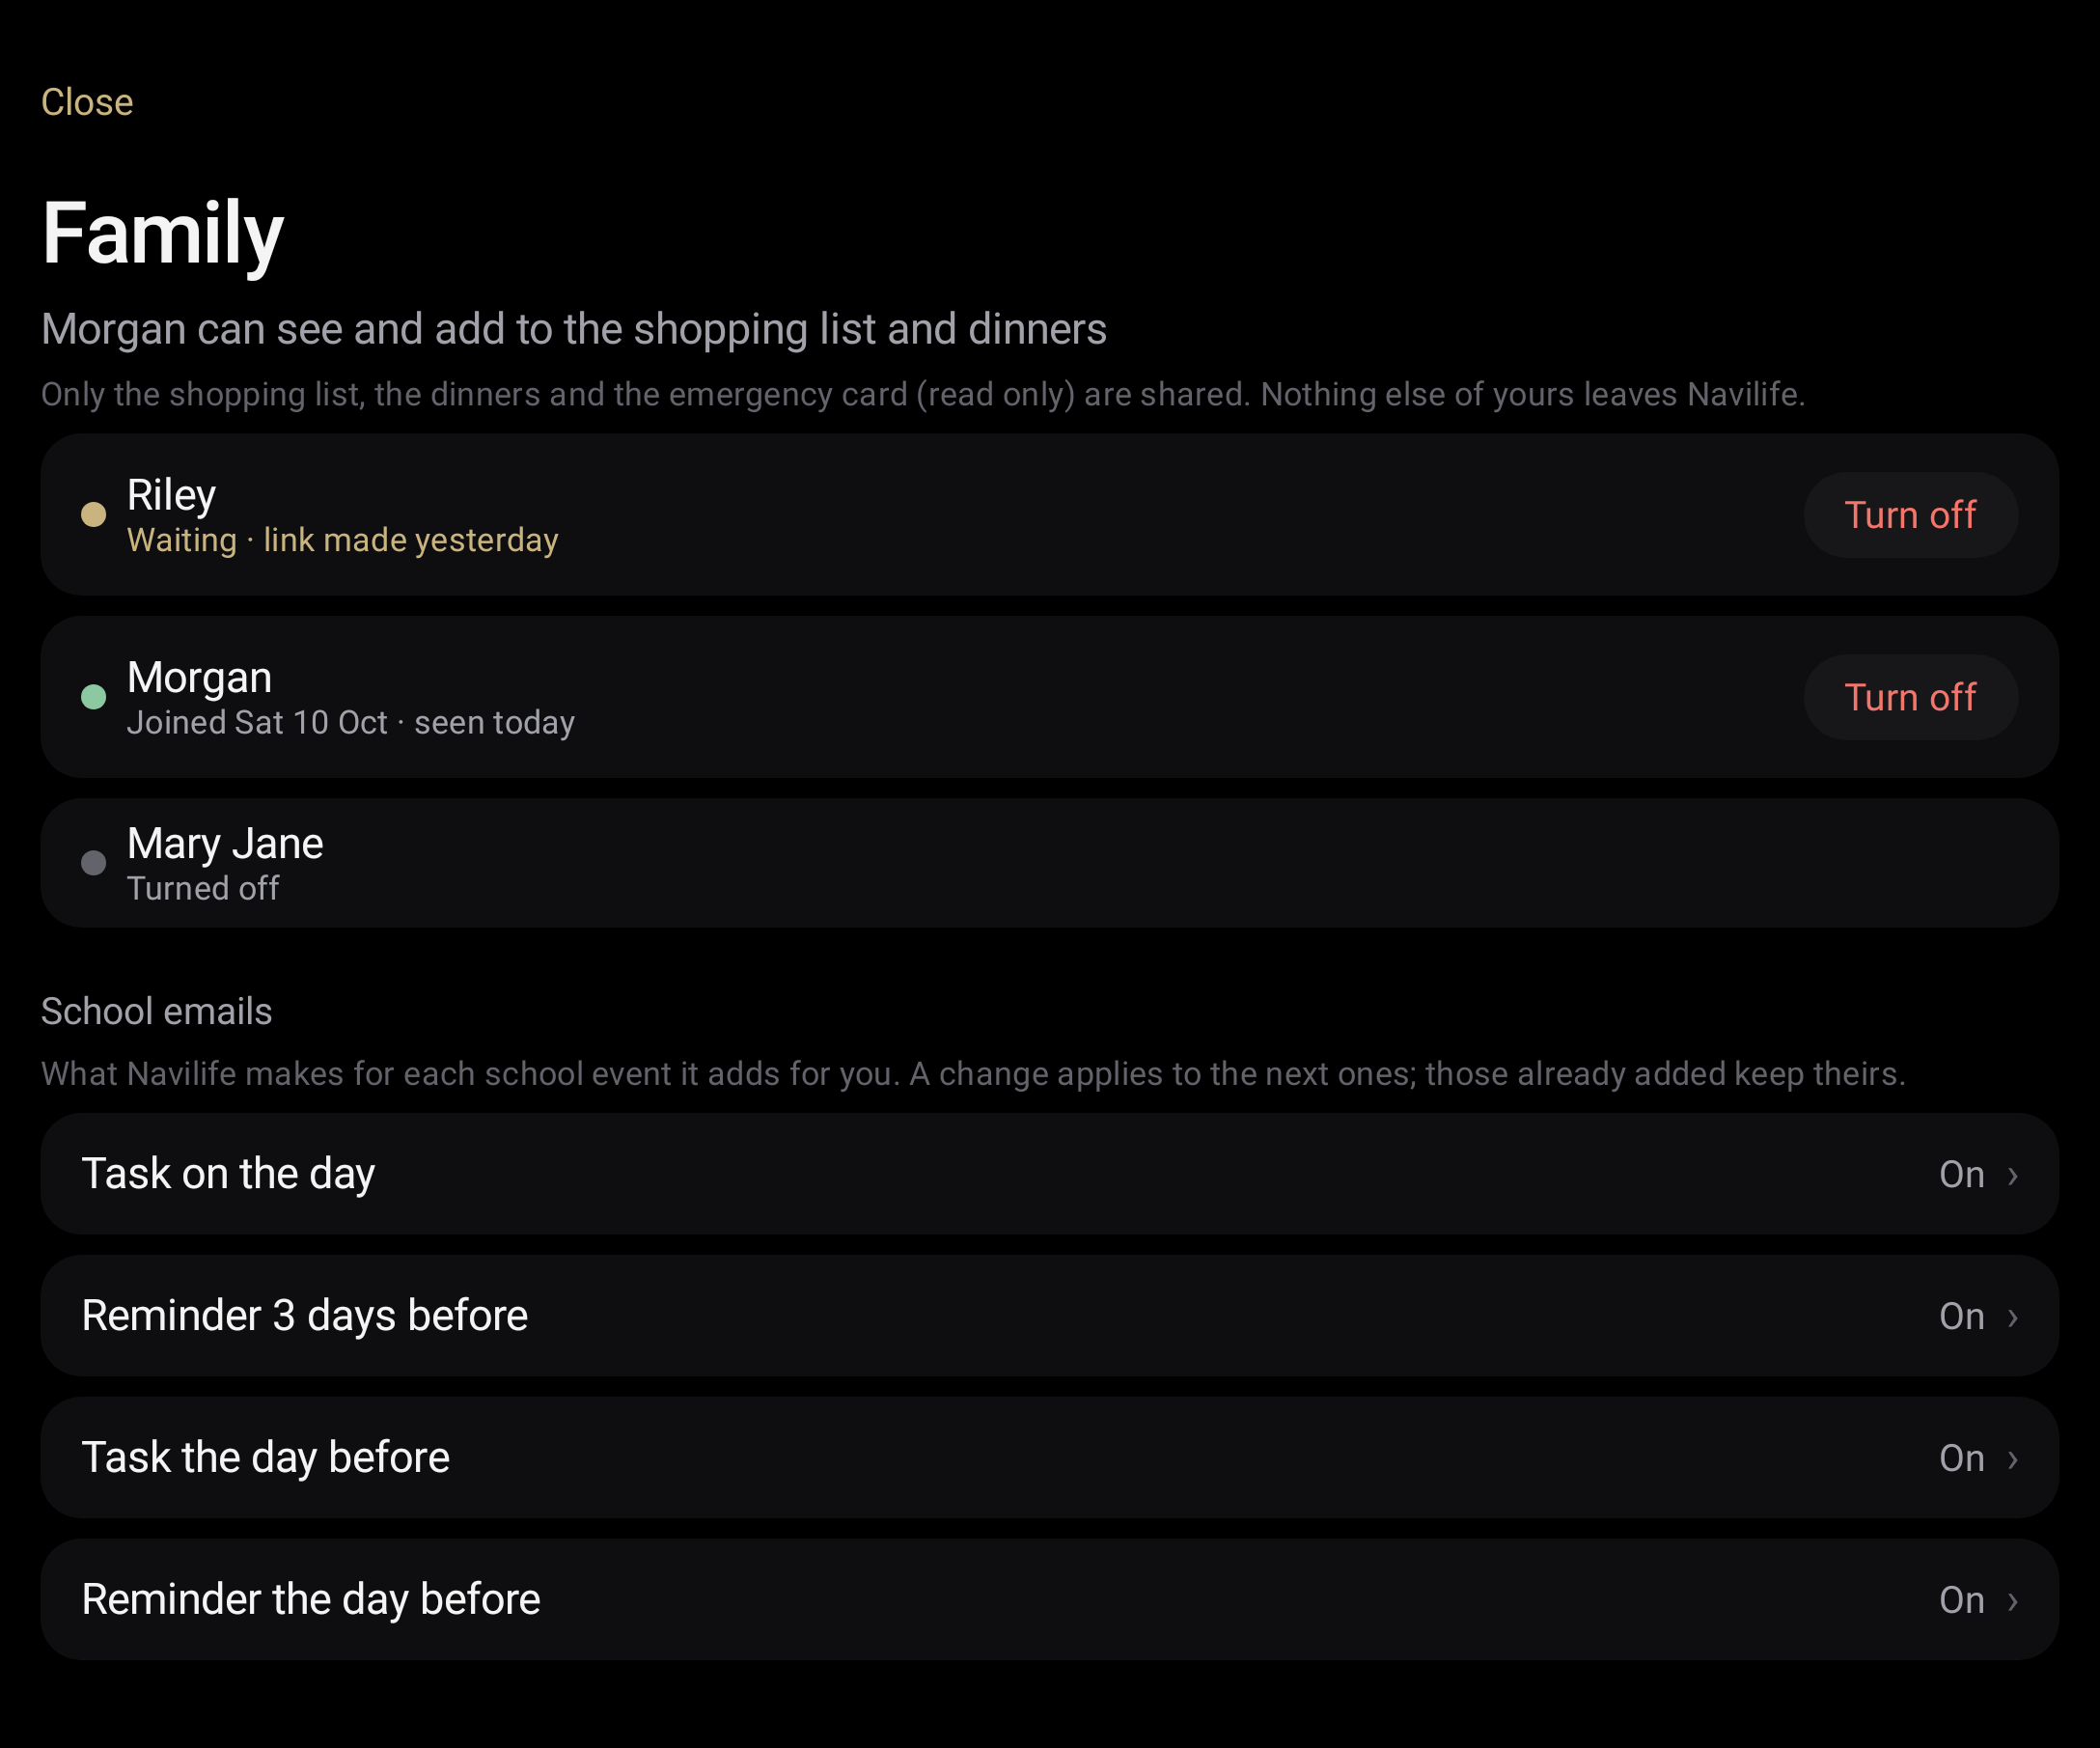 Close
Family
Morgan can see and add to the shopping list and dinners
Only the shopping list, the dinners and the emergency card (read only) are shared. Nothing else of yours leaves Navilife.
Riley
Waiting · link made yesterday
Turn off
Morgan
Joined Sat 10 Oct · seen today
Turn off
Mary Jane
Turned off
School emails
What Navilife makes for each school event it adds for you. A change applies to the next ones; those already added keep theirs.
Task on the day
On ›
Reminder 3 days before
On ›
Task the day before
On ›
Reminder the day before
On ›